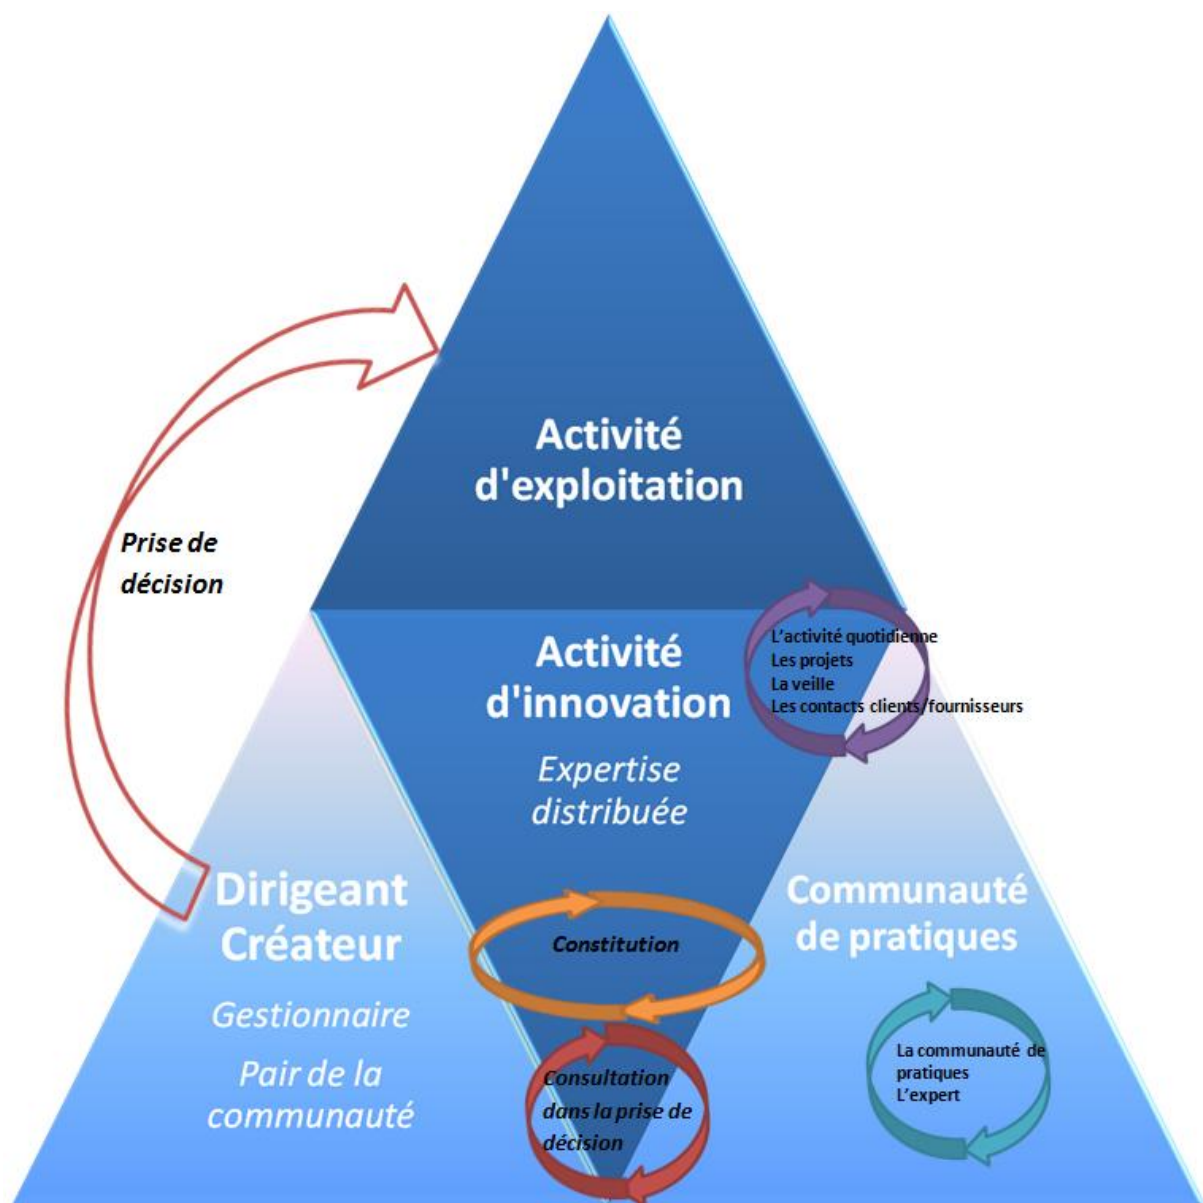 Activité
d'exploitation
Prise de
décision
Activité
d'innovation
Expertise
distribuée
L'activité quotidienne
Les projets
La veille
Les contacts clients/fournisseurs
Dirigeant
Créateur
Gestionnaire
Pair de la
communauté
Constitution
Consultation
dans la prise de
décision
Communauté
de pratiques
La communauté de
pratiques
L'expert